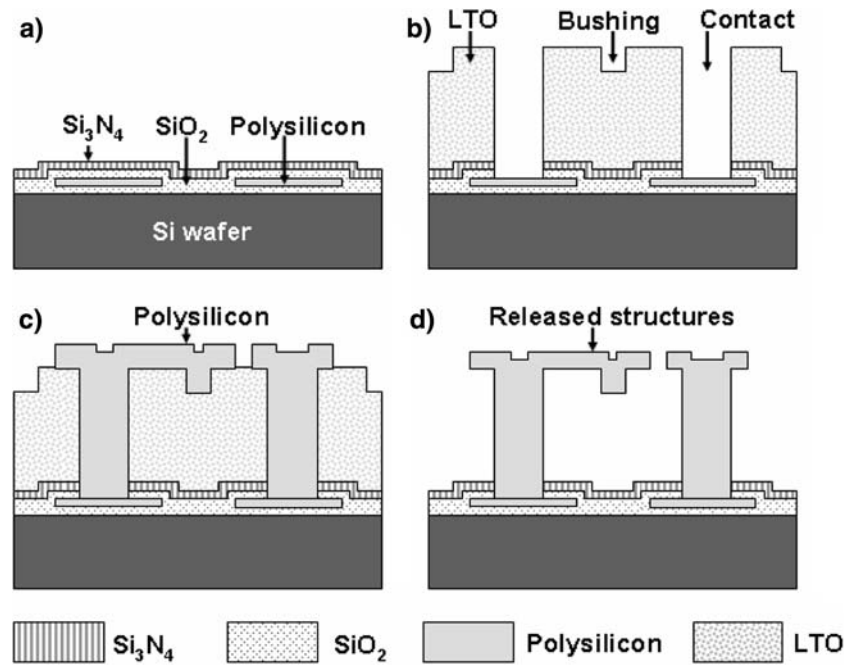 a)
Si₃N₄ SiO₂ Polysilicon
Si wafer
b)
LTO Bushing Contact
c)
Polysilicon
d)
Released structures
Si₃N₄ SiO₂ Polysilicon LTO